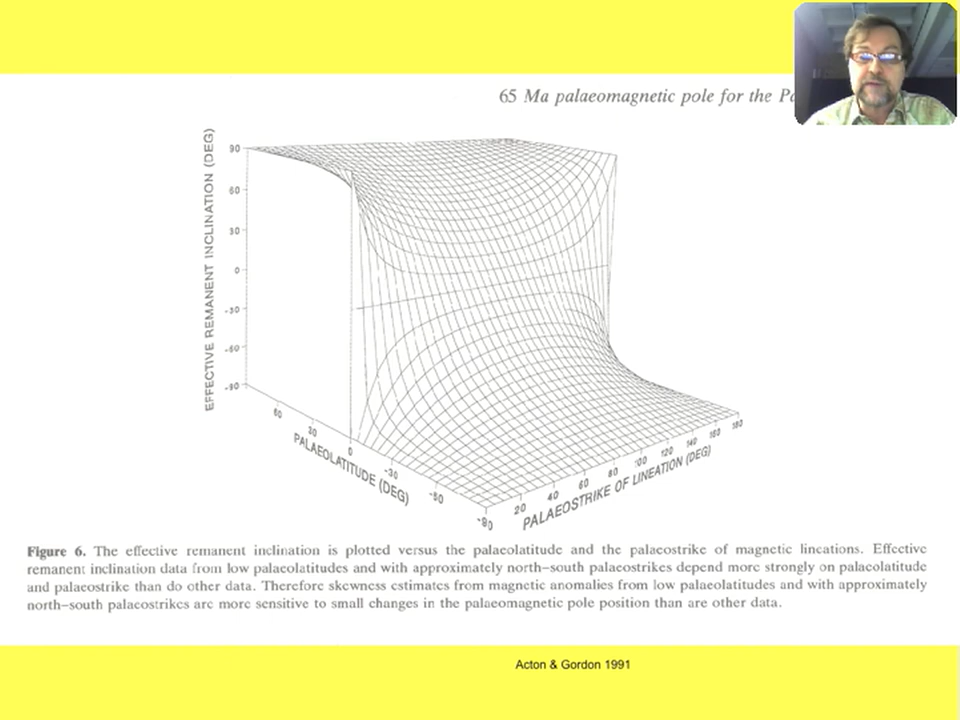 65 Ma palaeomagnetic pole for the Pa
EFFECTIVE REMANENT INCLINATION (DEG)
90
60
30
0
-30
-60
-90
60
30
0
-30
-60
-90
PALAEOLATITUDE (DEG)
20
40
60
80
100
120
140
160
180
PALAEOSTRIKE OF LINEATION (DEG)
Figure 6. The effective remanent inclination is plotted versus the palaeolatitude and the palaeostrike of magnetic lineations. Effective
remanent inclination data from low palaeolatitudes and with approximately north–south palaeostrikes depend more strongly on palaeolatitude
and palaeostrike than do other data. Therefore skewness estimates from magnetic anomalies from low palaeolatitudes and with approximately
north–south palaeostrikes are more sensitive to small changes in the palaeomagnetic pole position than are other data.
Acton & Gordon 1991